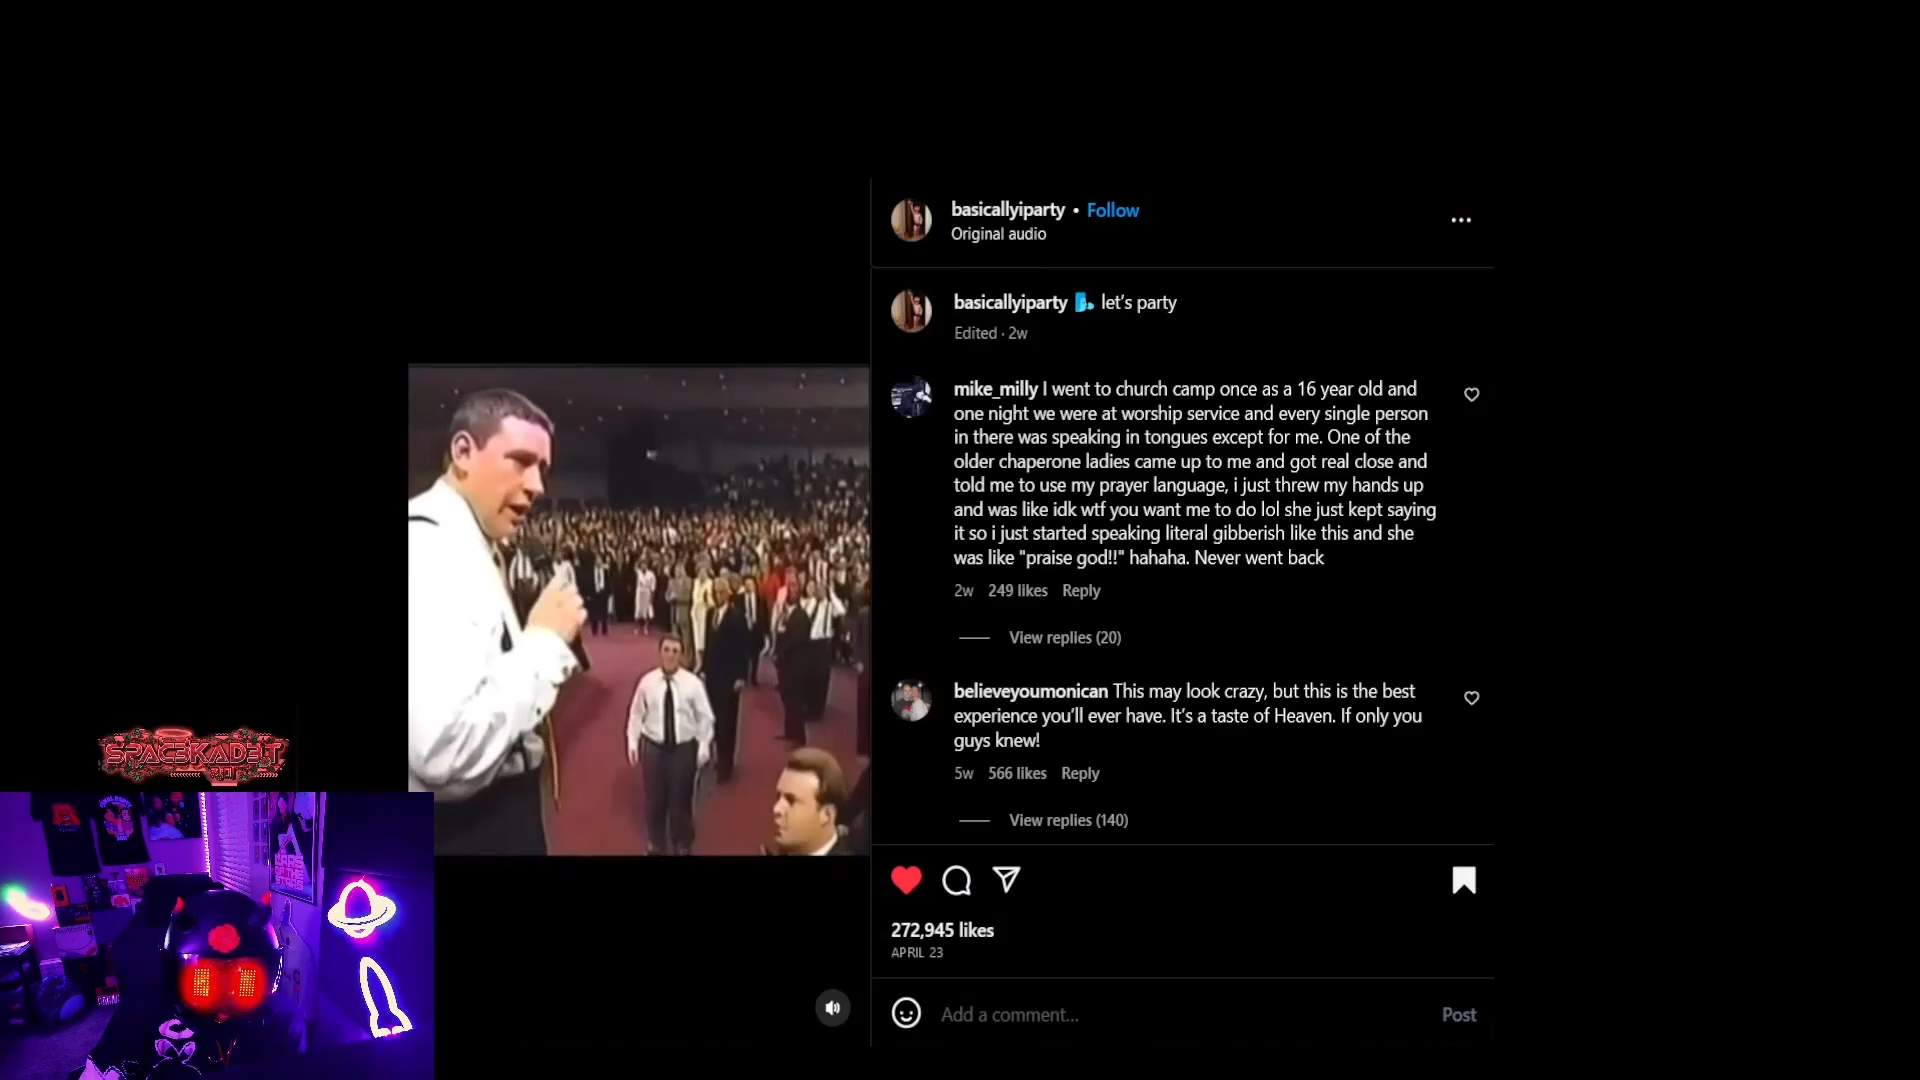 basicallyiparty • Follow
Original audio
basicallyiparty 🌬️ let's party
Edited · 2w
mike_milly I went to church camp once as a 16 year old and
one night we were at worship service and every single person
in there was speaking in tongues except for me. One of the
older chaperone ladies came up to me and got real close and
told me to use my prayer language, i just threw my hands up
and was like idk wtf you want me to do lol she just kept saying
it so i just started speaking literal gibberish like this and she
was like "praise god!!" hahaha. Never went back
2w 249 likes Reply
View replies (20)
believeyoumonican This may look crazy, but this is the best
experience you'll ever have. It's a taste of Heaven. If only you
guys knew!
5w 566 likes Reply
View replies (140)
272,945 likes
APRIL 23
Add a comment...
Post
SPAC3KAD3T